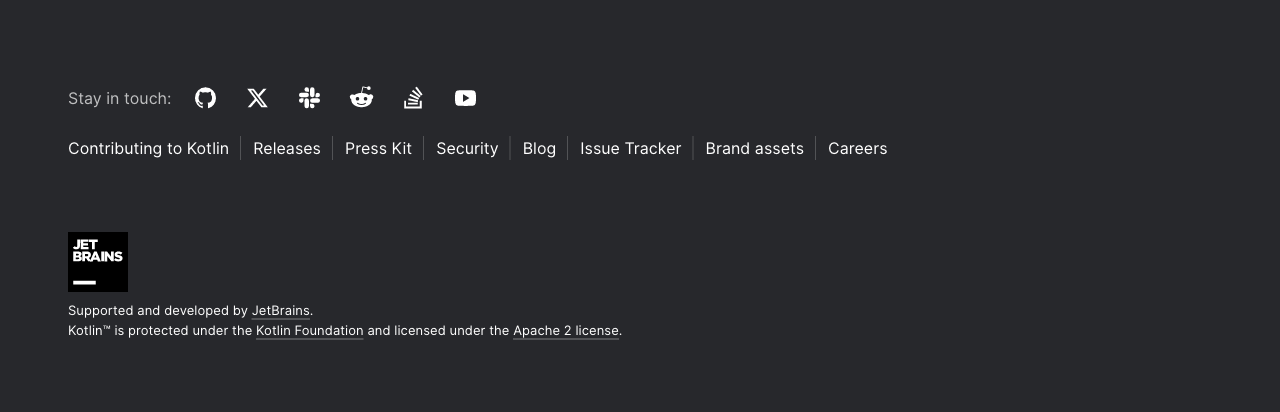 Stay in touch:
Contributing to Kotlin Releases Press Kit Security Blog Issue Tracker Brand assets Careers
JET
BRAINS
Supported and developed by JetBrains.
Kotlin™ is protected under the Kotlin Foundation and licensed under the Apache 2 license.